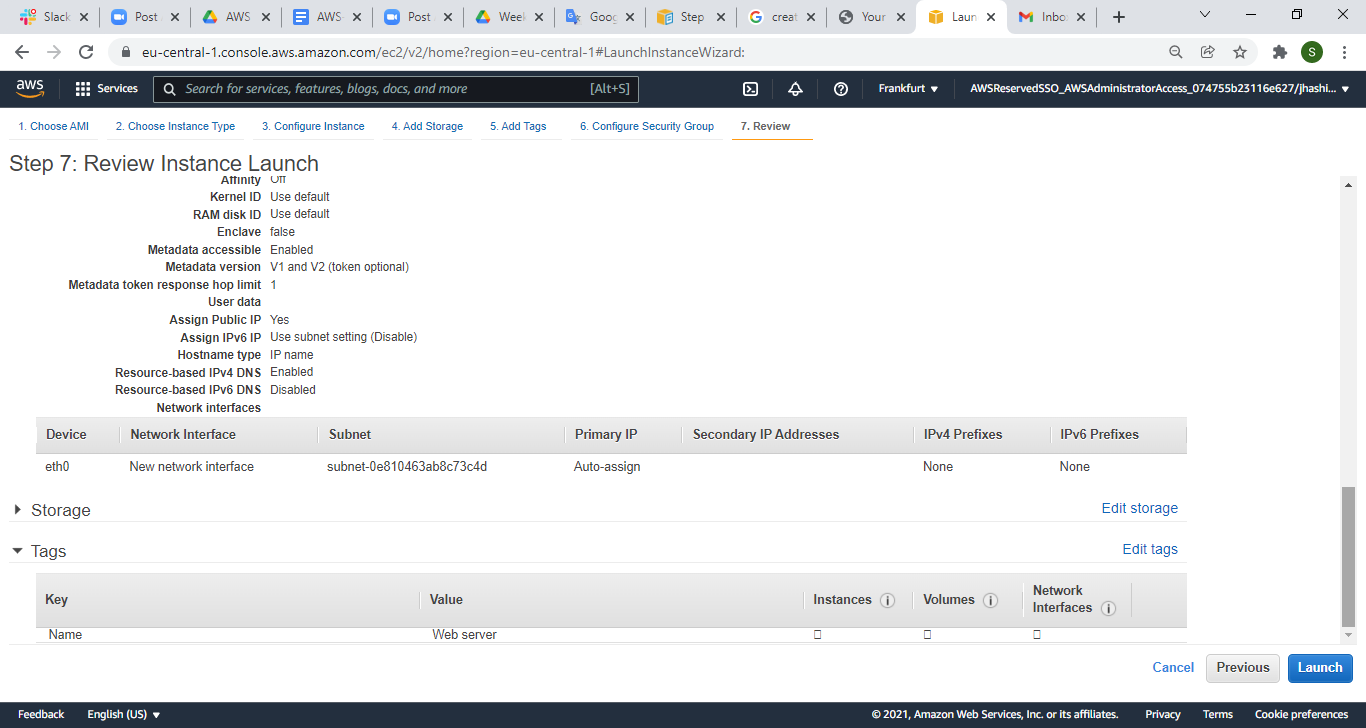 Slack
Post
AWS
AWS
Post
Week
Goog
Step
creat
Your
Laun
Inbo
eu-central-1.console.aws.amazon.com/ec2/v2/home?region=eu-central-1#LaunchInstanceWizard:
S
aws
Services
Search for services, features, blogs, docs, and more
[Alt+S]
Frankfurt
AWSReservedSSO_AWSAdministratorAccess_074755b23116e627/jhashi...
1. Choose AMI 2. Choose Instance Type 3. Configure Instance 4. Add Storage 5. Add Tags 6. Configure Security Group 7. Review
Step 7: Review Instance Launch
Affinity Off
Kernel ID Use default
RAM disk ID Use default
Enclave false
Metadata accessible Enabled
Metadata version V1 and V2 (token optional)
Metadata token response hop limit 1
User data
Assign Public IP Yes
Assign IPv6 IP Use subnet setting (Disable)
Hostname type IP name
Resource-based IPv4 DNS Enabled
Resource-based IPv6 DNS Disabled
Network interfaces
Device Network Interface Subnet Primary IP Secondary IP Addresses IPv4 Prefixes IPv6 Prefixes
eth0 New network interface subnet-0e810463ab8c73c4d Auto-assign None None
Storage Edit storage
Tags Edit tags
Key Value Instances Volumes Network
Interfaces
Name Web server
Cancel Previous Launch
Feedback English (US) © 2021, Amazon Web Services, Inc. or its affiliates. Privacy Terms Cookie preferences